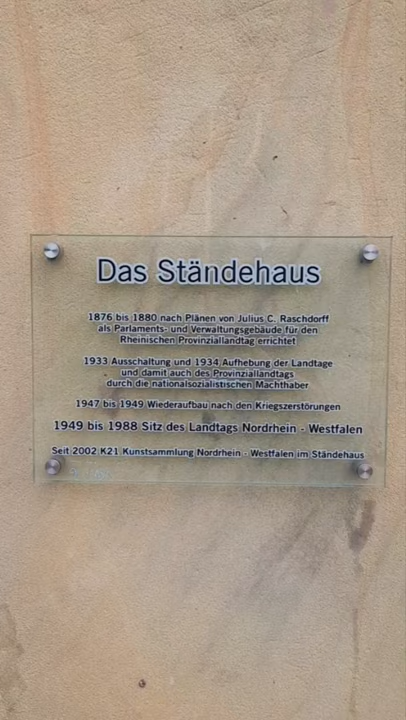 Das Ständehaus
1876 bis 1880 nach Plänen von Julius C. Raschdorff
als Parlaments- und Verwaltungsgebäude für den
Rheinischen Provinziallandtag errichtet
1933 Ausschaltung und 1934 Aufhebung der Landtage
und damit auch des Provinziallandtags
durch die nationalsozialistischen Machthaber
1947 bis 1949 Wiederaufbau nach den Kriegszerstörungen
1949 bis 1988 Sitz des Landtags Nordrhein - Westfalen
Seit 2002 K21 Kunstsammlung Nordrhein - Westfalen im Ständehaus